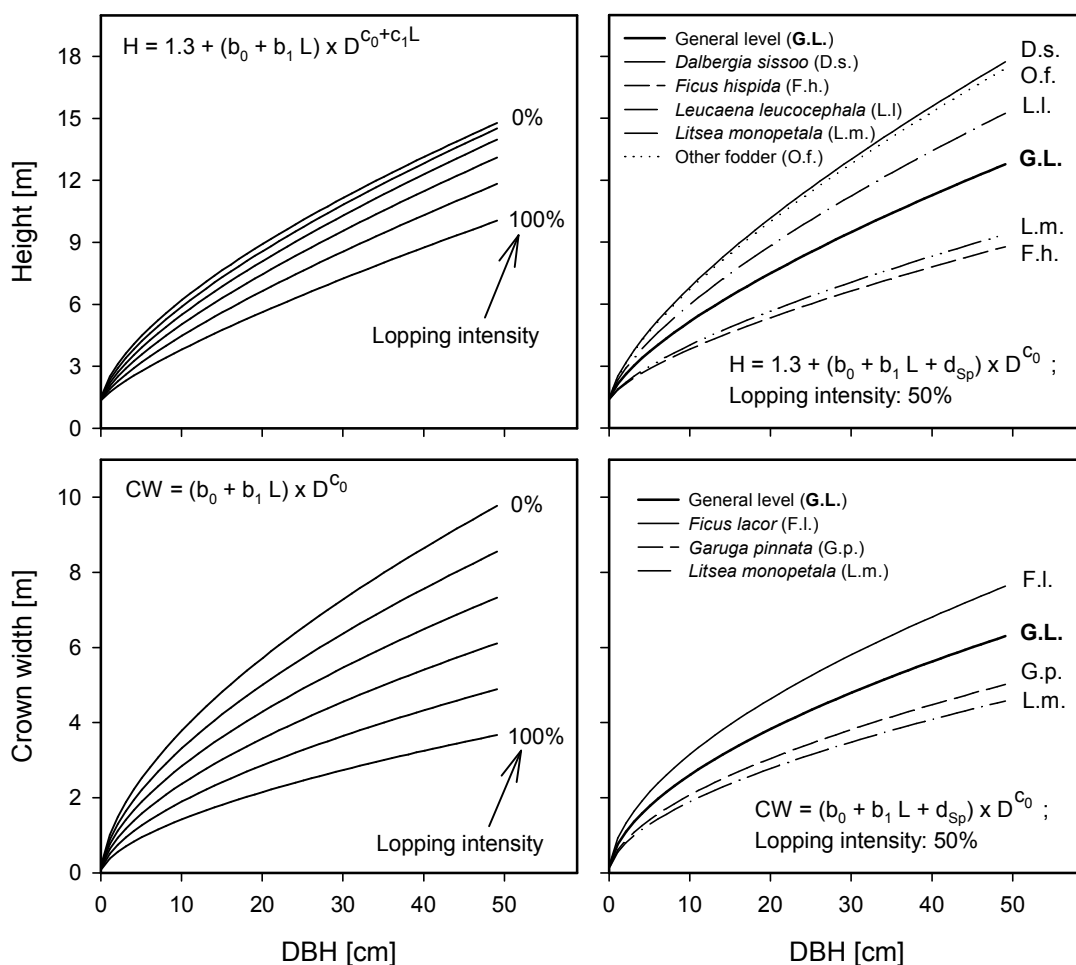 H = 1.3 + (b₀ + b₁ L) x D^(c₀+c₁L)
18
15
12
9
6
3
0
Height [m]
0%
100%
Lopping intensity
General level (G.L.)
Dalbergia sissoo (D.s.)
Ficus hispida (F.h.)
Leucaena leucocephala (L.l)
Litsea monopetala (L.m.)
Other fodder (O.f.)
D.s.
O.f.
L.l.
G.L.
L.m.
F.h.
H = 1.3 + (b₀ + b₁ L + d_Sp) x D^c₀ ;
Lopping intensity: 50%
CW = (b₀ + b₁ L) x D^c₀
10
8
6
4
2
0
Crown width [m]
0%
100%
Lopping intensity
0 10 20 30 40 50
DBH [cm]
General level (G.L.)
Ficus lacor (F.l.)
Garuga pinnata (G.p.)
Litsea monopetala (L.m.)
F.l.
G.L.
G.p.
L.m.
CW = (b₀ + b₁ L + d_Sp) x D^c₀ ;
Lopping intensity: 50%
0 10 20 30 40 50
DBH [cm]